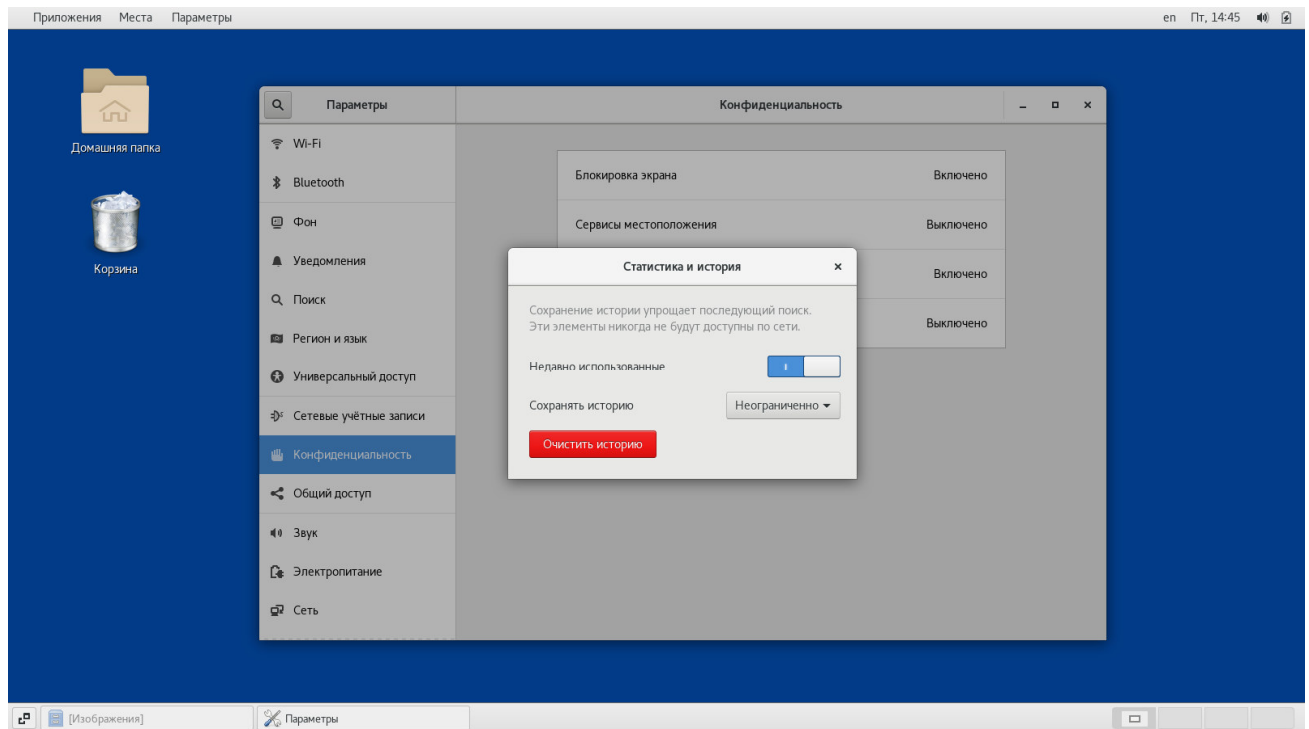 Приложения Места Параметры en Пт, 14:45
Домашняя папка
Корзина
Параметры Конфиденциальность
Wi-Fi
Bluetooth
Фон
Уведомления
Поиск
Регион и язык
Универсальный доступ
Сетевые учётные записи
Конфиденциальность
Общий доступ
Звук
Электропитание
Сеть
Блокировка экрана Включено
Сервисы местоположения Выключено
Включено
Выключено
Статистика и история
Сохранение истории упрощает последующий поиск.
Эти элементы никогда не будут доступны по сети.
Недавно использованные
Сохранять историю Неограниченно
Очистить историю
[Изображения] Параметры